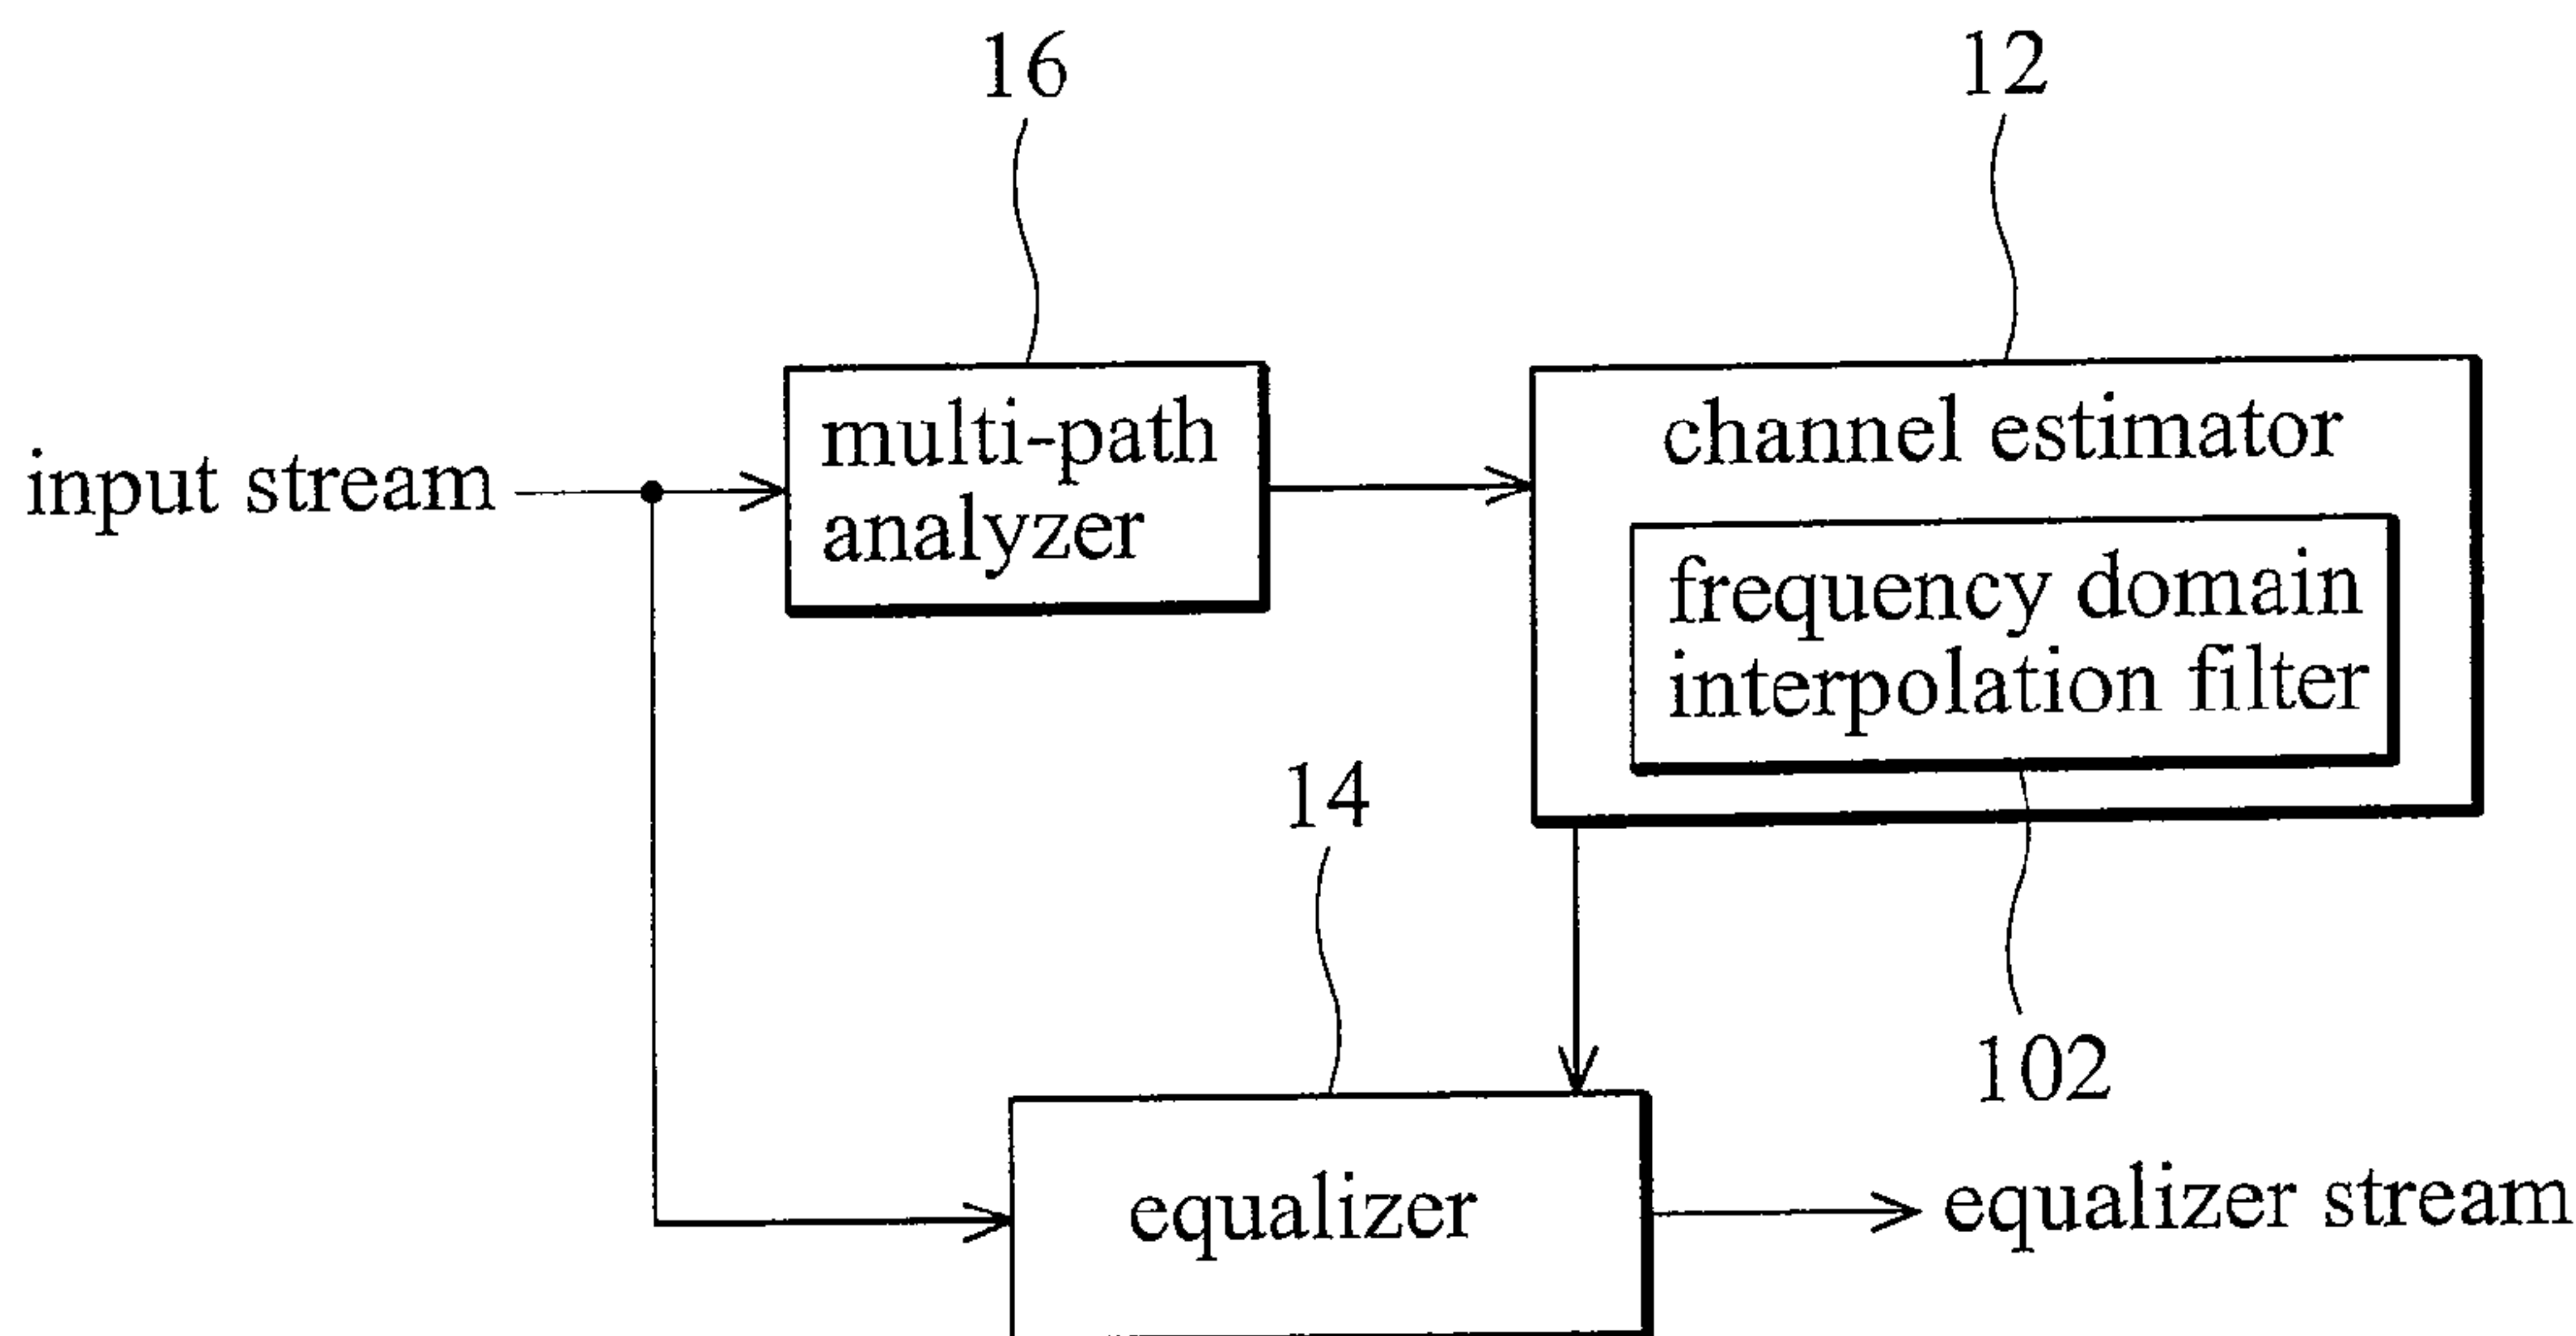 16
12
input stream
multi-path
analyzer
channel estimator
frequency domain
interpolation filter
14
102
equalizer
equalizer stream